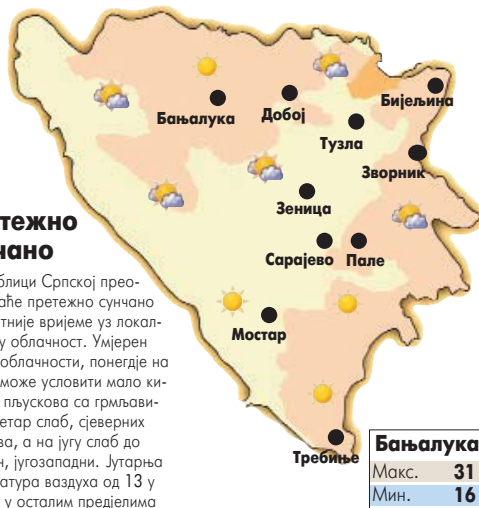 Бањалука
Добој
Бијељина
Тузла
Зворник
Зеница
Сарајево
Пале
Мостар
Требиње
тежно
чано
блици Српској прео-
аће претежно сунчано
тније вријеме уз локал-
у облачност. Умјерен
облачности, понегдје на
може условити мало ки-
пљускова са грмљави-
етар слаб, сјеверних
ва, а на југу слаб до
н, југозападни. Јутарња
атура ваздуха од 13 у
у осталим предјелима
Бањалука
Макс. 31
Мин. 16